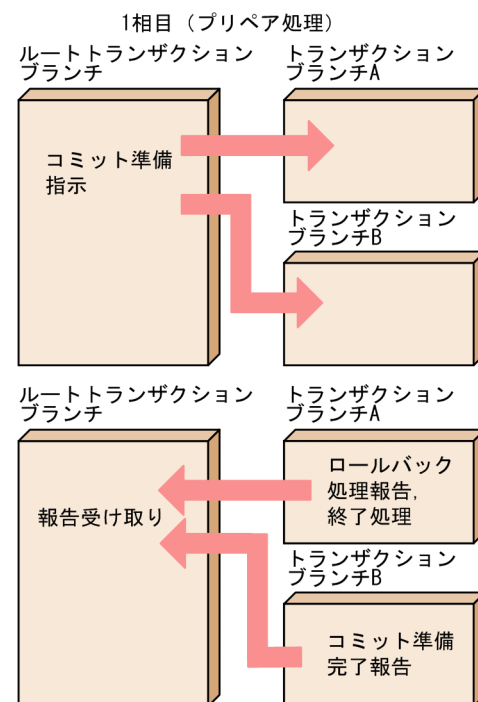 1相目（プリペア処理）
ルートトランザクション
ブランチ
トランザクション
ブランチA
コミット準備
指示
トランザクション
ブランチB
ルートトランザクション
ブランチ
トランザクション
ブランチA
報告受け取り
ロールバック
処理報告,
終了処理
トランザクション
ブランチB
コミット準備
完了報告